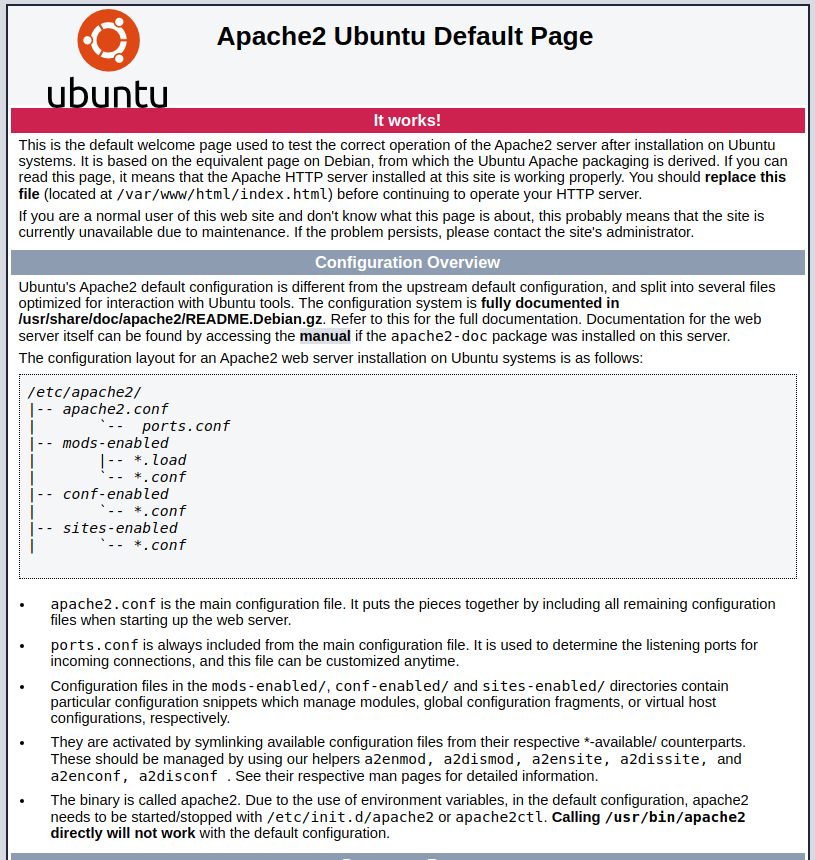 ubuntu
Apache2 Ubuntu Default Page
It works!
This is the default welcome page used to test the correct operation of the Apache2 server after installation on Ubuntu
systems. It is based on the equivalent page on Debian, from which the Ubuntu Apache packaging is derived. If you can
read this page, it means that the Apache HTTP server installed at this site is working properly. You should replace this
file (located at /var/www/html/index.html) before continuing to operate your HTTP server.
If you are a normal user of this web site and don't know what this page is about, this probably means that the site is
currently unavailable due to maintenance. If the problem persists, please contact the site's administrator.
Configuration Overview
Ubuntu's Apache2 default configuration is different from the upstream default configuration, and split into several files
optimized for interaction with Ubuntu tools. The configuration system is fully documented in
/usr/share/doc/apache2/README.Debian.gz. Refer to this for the full documentation. Documentation for the web
server itself can be found by accessing the manual if the apache2-doc package was installed on this server.
The configuration layout for an Apache2 web server installation on Ubuntu systems is as follows:
/etc/apache2/
|-- apache2.conf
|       `--  ports.conf
|-- mods-enabled
|       |-- *.load
|       `-- *.conf
|-- conf-enabled
|       `-- *.conf
|-- sites-enabled
|       `-- *.conf
• apache2.conf is the main configuration file. It puts the pieces together by including all remaining configuration
files when starting up the web server.
• ports.conf is always included from the main configuration file. It is used to determine the listening ports for
incoming connections, and this file can be customized anytime.
• Configuration files in the mods-enabled/, conf-enabled/ and sites-enabled/ directories contain
particular configuration snippets which manage modules, global configuration fragments, or virtual host
configurations, respectively.
• They are activated by symlinking available configuration files from their respective *-available/ counterparts.
These should be managed by using our helpers a2enmod, a2dismod, a2ensite, a2dissite, and
a2enconf, a2disconf . See their respective man pages for detailed information.
• The binary is called apache2. Due to the use of environment variables, in the default configuration, apache2
needs to be started/stopped with /etc/init.d/apache2 or apache2ctl. Calling /usr/bin/apache2
directly will not work with the default configuration.